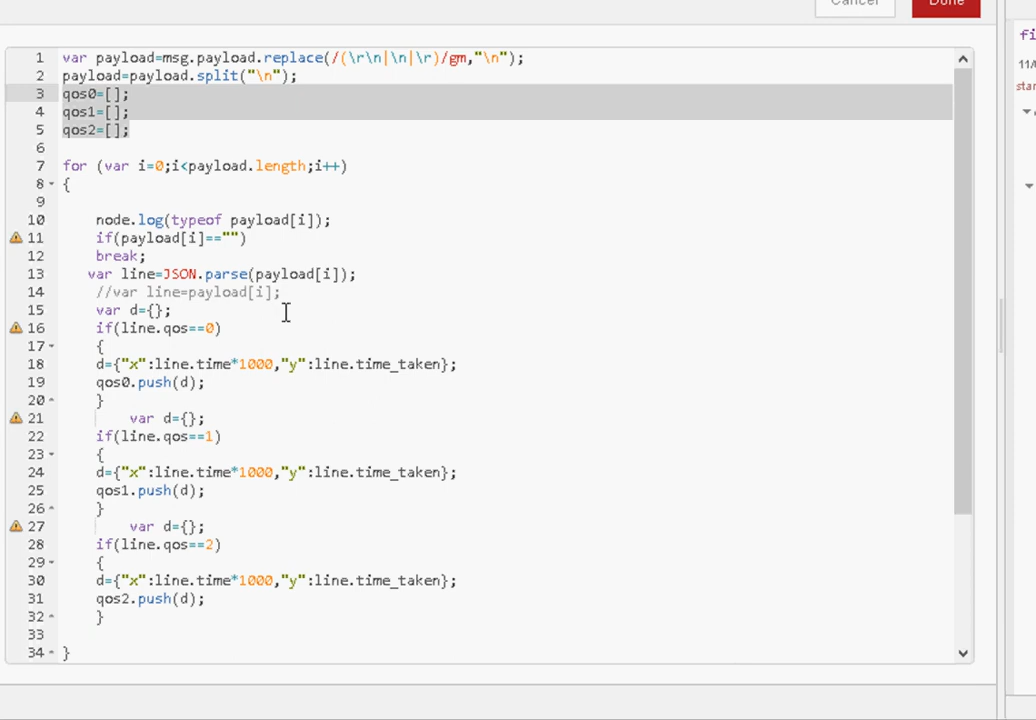 Cancel
Done
1 var payload=msg.payload.replace(/(\r\n|\n|\r)/gm,"\n");
2 payload=payload.split("\n");
3 qos0=[];
4 qos1=[];
5 qos2=[];
6
7 for (var i=0;i<payload.length;i++)
8 {
9
10 node.log(typeof payload[i]);
11 if(payload[i]=="")
12 break;
13 var line=JSON.parse(payload[i]);
14 //var line=payload[i];
15 var d={};
16 if(line.qos==0)
17 {
18 d={"x":line.time*1000,"y":line.time_taken};
19 qos0.push(d);
20 }
21 var d={};
22 if(line.qos==1)
23 {
24 d={"x":line.time*1000,"y":line.time_taken};
25 qos1.push(d);
26 }
27 var d={};
28 if(line.qos==2)
29 {
30 d={"x":line.time*1000,"y":line.time_taken};
31 qos2.push(d);
32 }
33
34 }
fi
11/
star